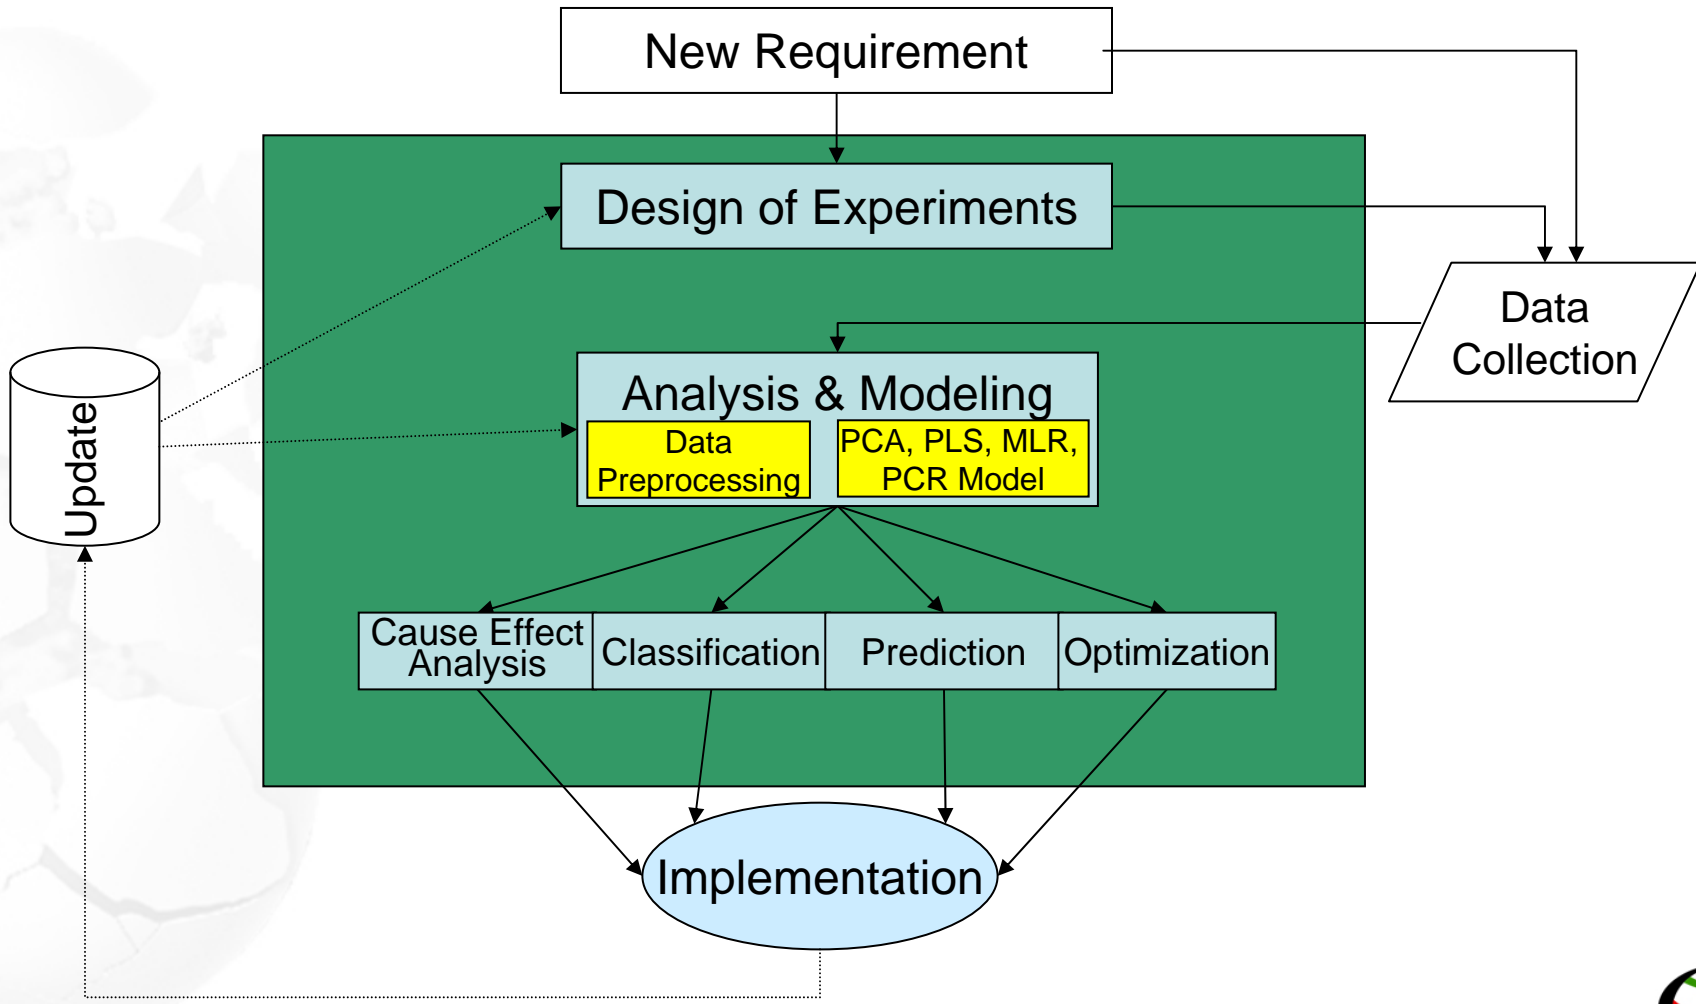 New Requirement
Design of Experiments
Data
Collection
Analysis & Modeling
Data
Preprocessing
PCA, PLS, MLR,
PCR Model
Update
Cause Effect
Analysis
Classification
Prediction
Optimization
Implementation